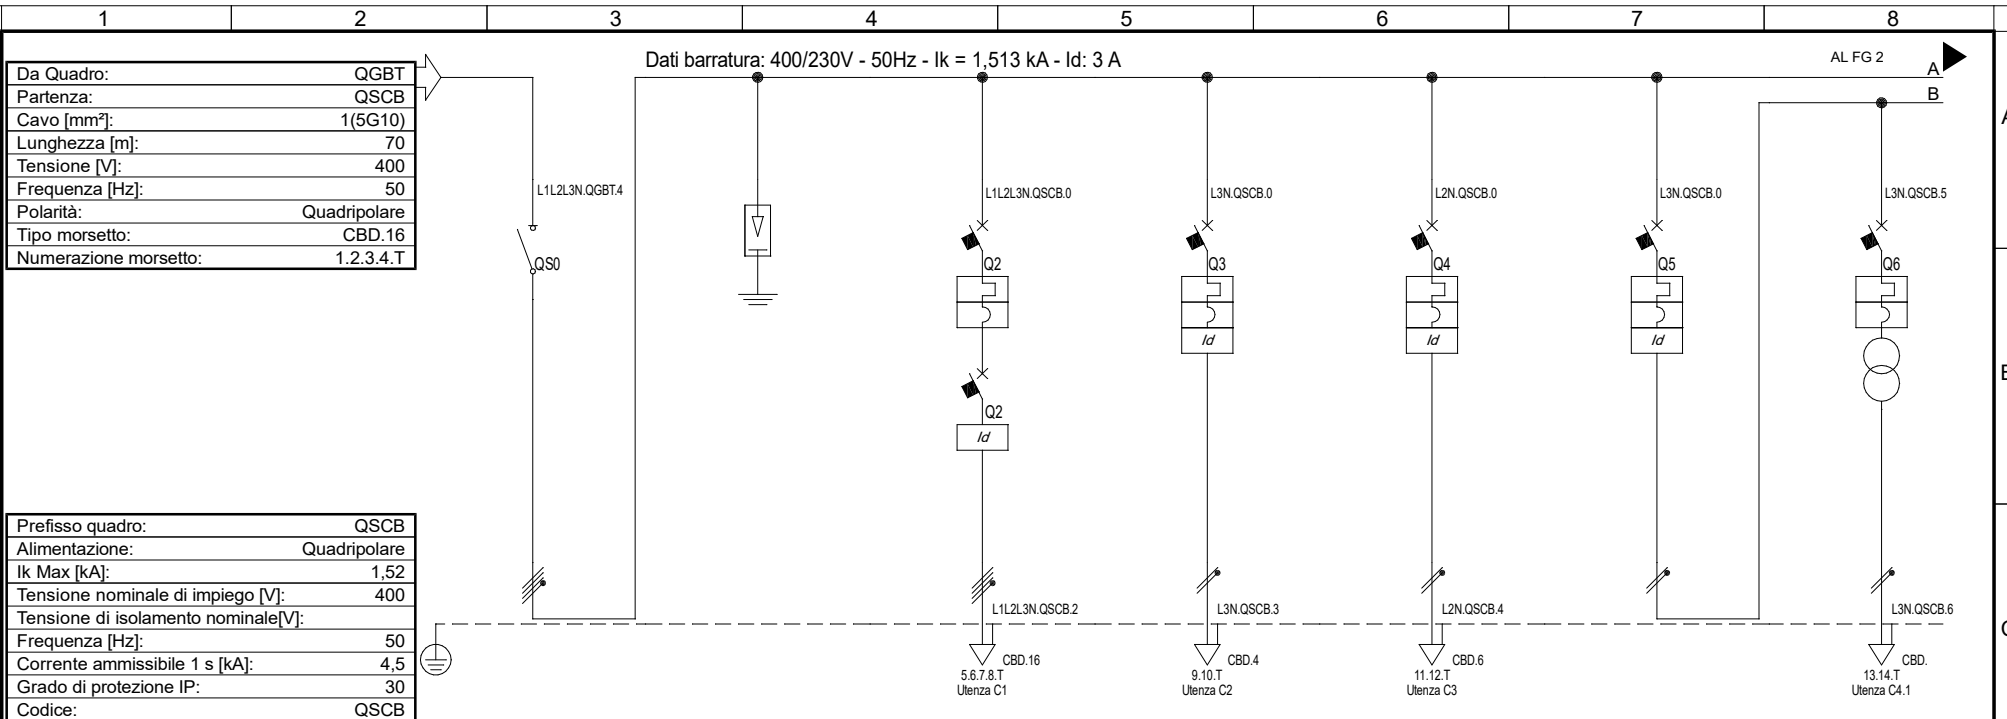 1 2 3 4 5 6 7 8
Dati barratura: 400/230V - 50Hz - Ik = 1,513 kA - Id: 3 A
AL FG 2
A
B
Da Quadro: QGBT
Partenza: QSCB
Cavo [mm²]: 1(5G10)
Lunghezza [m]: 70
Tensione [V]: 400
Frequenza [Hz]: 50
Polarità: Quadripolare
Tipo morsetto: CBD.16
Numerazione morsetto: 1.2.3.4.T
L1L2L3N.QGBT.4
L1L2L3N.QSCB.0
L3N.QSCB.0
L2N.QSCB.0
L3N.QSCB.0
L3N.QSCB.5
QS0
Q2
Q3
Q4
Q5
Q6
Id
Id
Id
Q2
Id
Prefisso quadro: QSCB
Alimentazione: Quadripolare
Ik Max [kA]: 1,52
Tensione nominale di impiego [V]: 400
Tensione di isolamento nominale[V]:
Frequenza [Hz]: 50
Corrente ammissibile 1 s [kA]: 4,5
Grado di protezione IP: 30
Codice: QSCB
L1L2L3N.QSCB.2
L3N.QSCB.3
L2N.QSCB.4
L3N.QSCB.6
CBD.16
5.6.7.8.T
Utenza C1
CBD.4
9.10.T
Utenza C2
CBD.6
11.12.T
Utenza C3
CBD.
13.14.T
Utenza C4.1